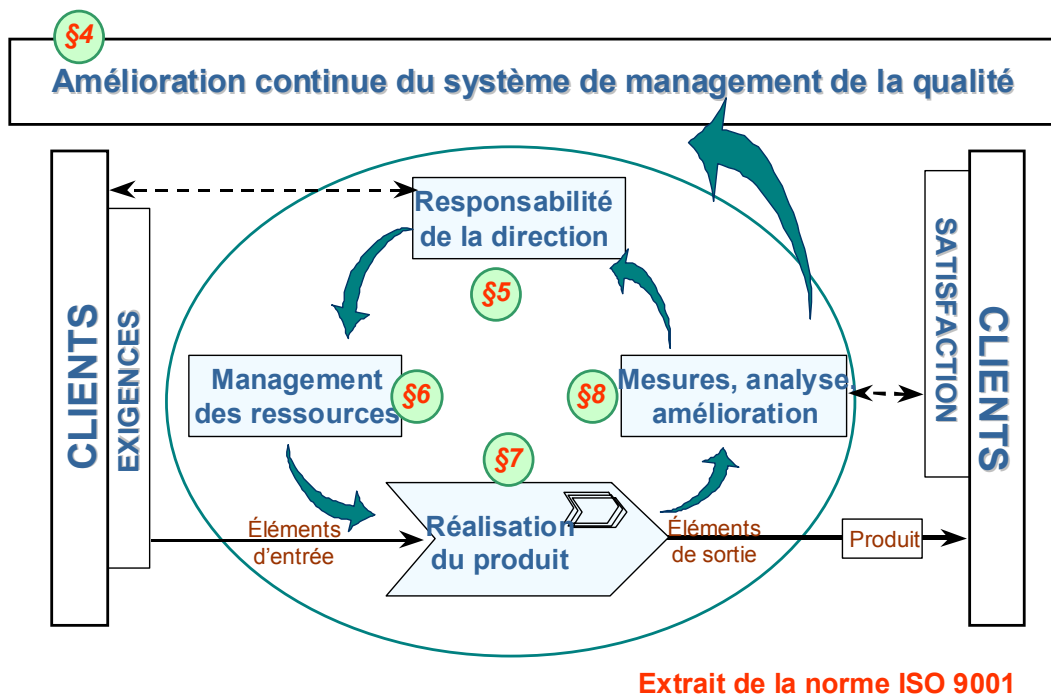 §4
Amélioration continue du système de management de la qualité
CLIENTS
EXIGENCES
Responsabilité
de la direction
§5
Management
des ressources
§6
§8
Mesures, analyse,
amélioration
§7
Réalisation
du produit
Éléments
d'entrée
Éléments
de sortie
Produit
SATISFACTION
CLIENTS
Extrait de la norme ISO 9001